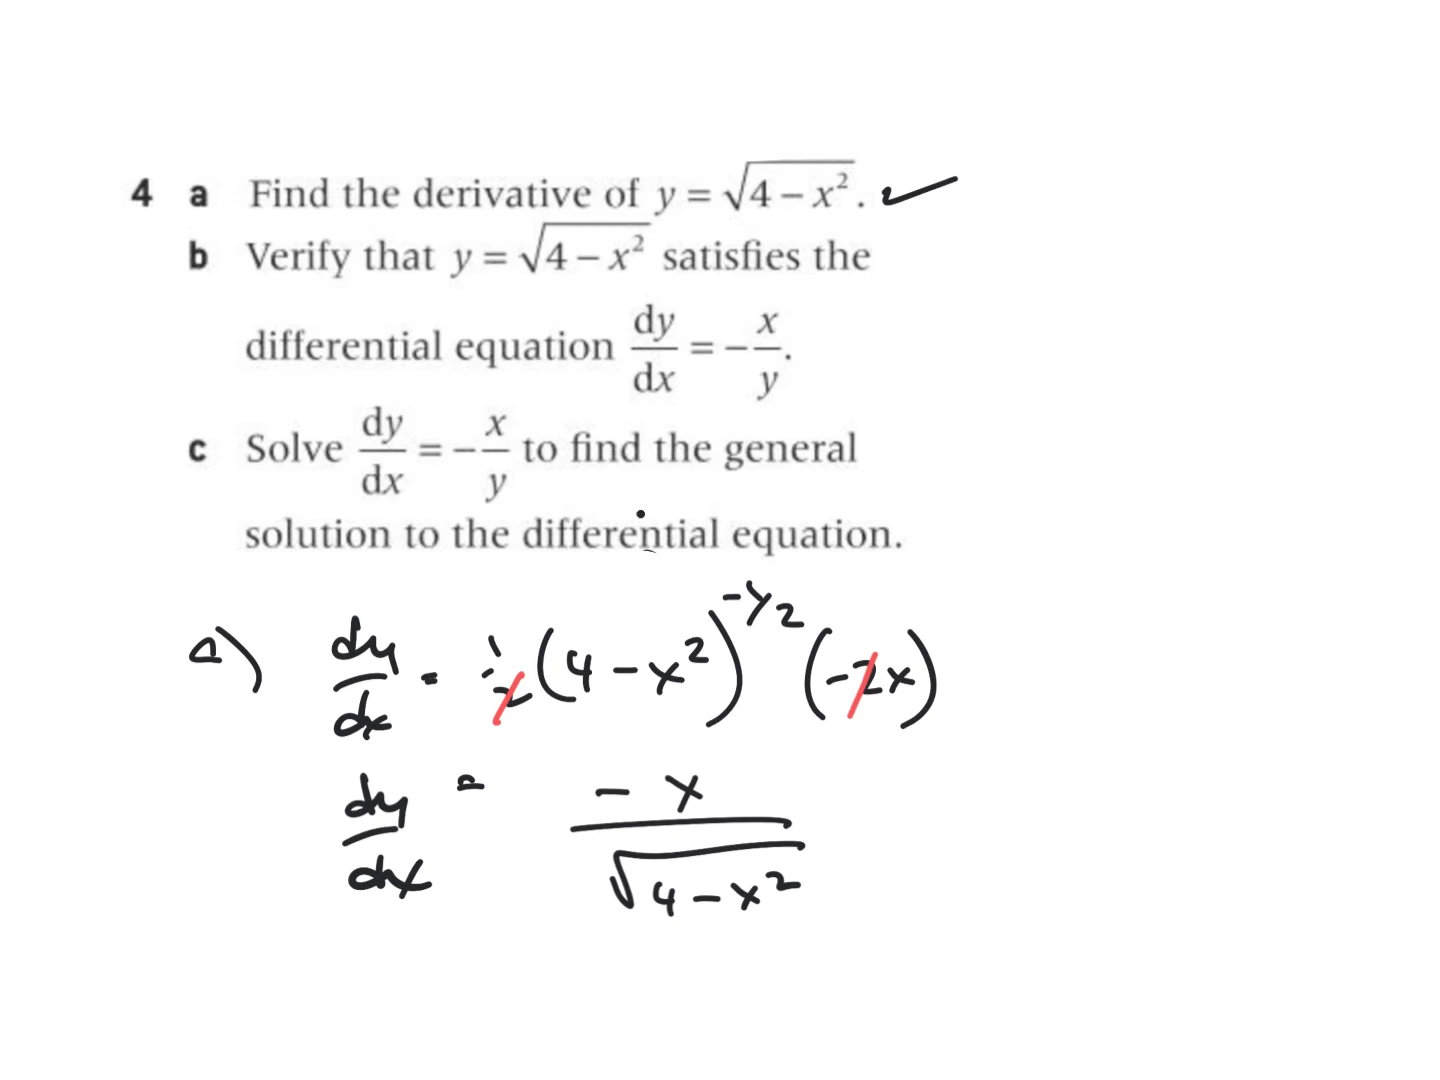 4 a Find the derivative of y = √(4 – x²).
b Verify that y = √(4 – x²) satisfies the
differential equation dy/dx = –x/y.
c Solve dy/dx = –x/y to find the general
solution to the differential equation.
a) dy/dx = 1/2 (4 – x²)^(-1/2) (-2x)
dy/dx = -x/√(4 – x²)